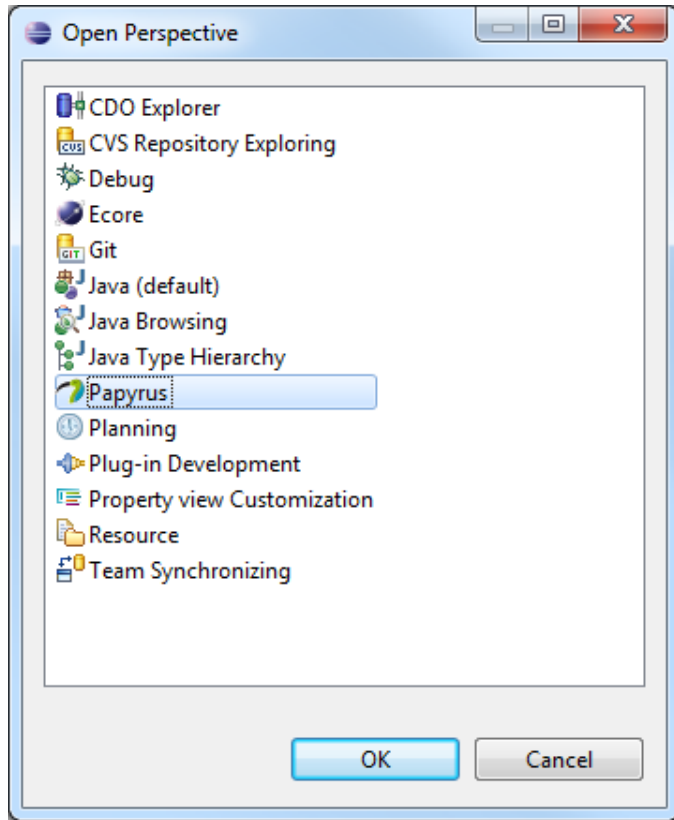 Open Perspective
CDO Explorer
CVS Repository Exploring
Debug
Ecore
Git
Java (default)
Java Browsing
Java Type Hierarchy
Papyrus
Planning
Plug-in Development
Property view Customization
Resource
Team Synchronizing
OK Cancel